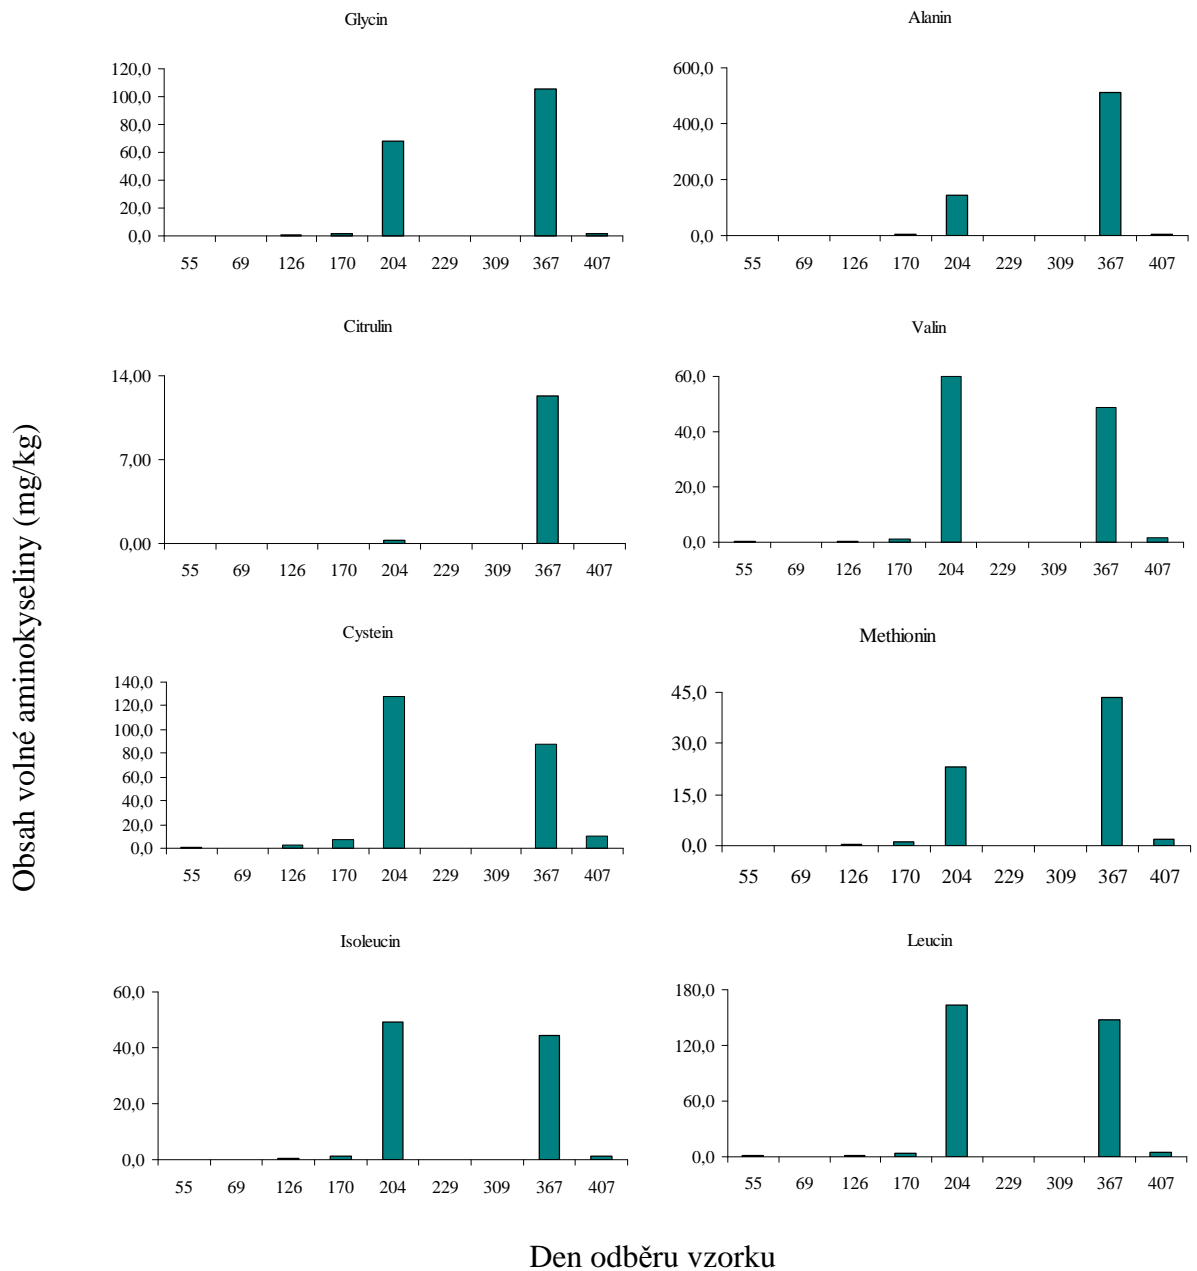 Glycin
120,0
100,0
80,0
60,0
40,0
20,0
0,0
55 69 126 170 204 229 309 367 407
Alanin
600,0
400,0
200,0
0,0
55 69 126 170 204 229 309 367 407
Citrulin
14,00
7,00
0,00
55 69 126 170 204 229 309 367 407
Valin
60,0
40,0
20,0
0,0
55 69 126 170 204 229 309 367 407
Obsah volné aminokyseliny (mg/kg)
Cystein
140,0
120,0
100,0
80,0
60,0
40,0
20,0
0,0
55 69 126 170 204 229 309 367 407
Methionin
45,0
30,0
15,0
0,0
55 69 126 170 204 229 309 367 407
Isoleucin
60,0
40,0
20,0
0,0
55 69 126 170 204 229 309 367 407
Leucin
180,0
120,0
60,0
0,0
55 69 126 170 204 229 309 367 407
Den odběru vzorku